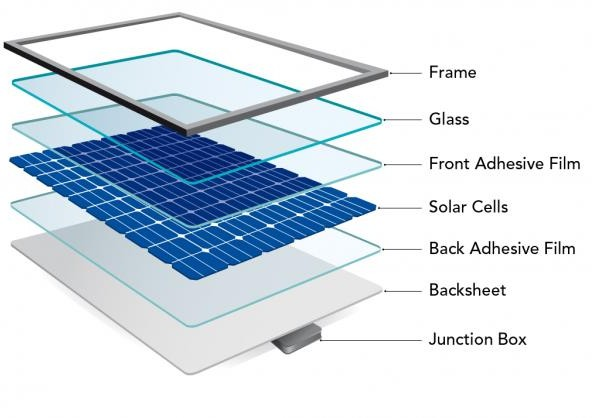 Frame
Glass
Front Adhesive Film
Solar Cells
Back Adhesive Film
Backsheet
Junction Box